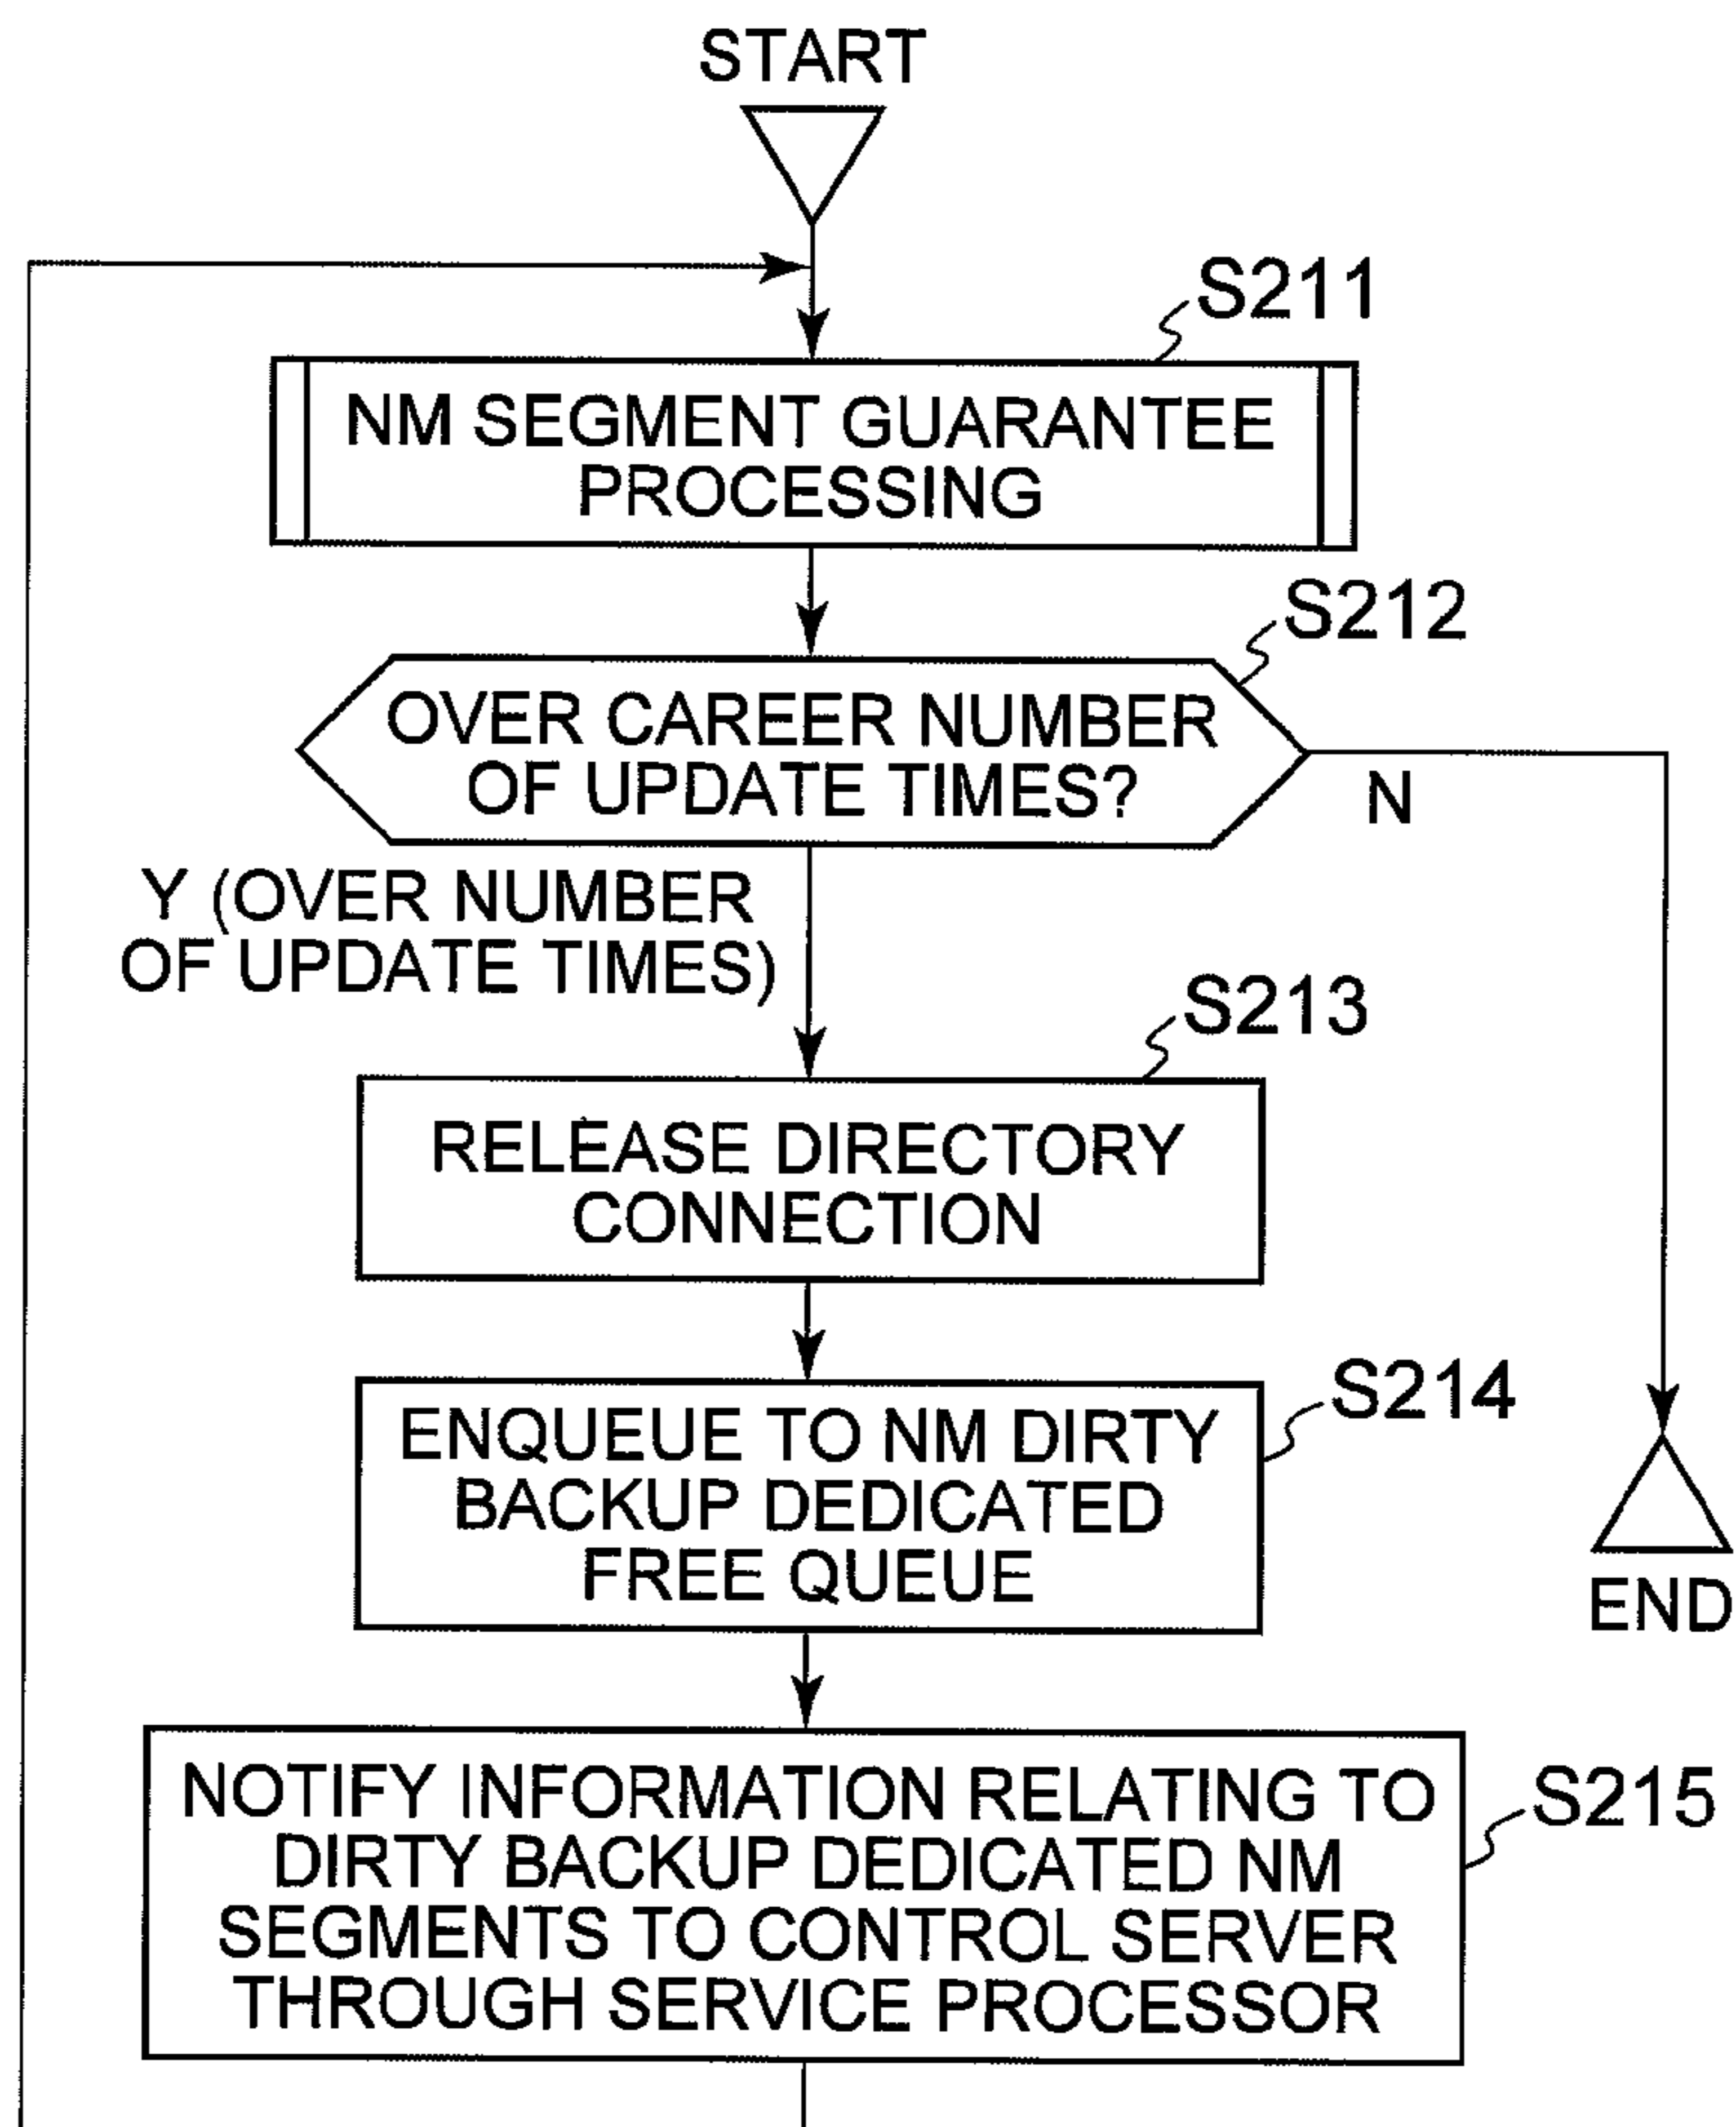 START
S211
NM SEGMENT GUARANTEE
PROCESSING
S212
OVER CAREER NUMBER
OF UPDATE TIMES?
N
Y (OVER NUMBER
OF UPDATE TIMES)
S213
RELEASE DIRECTORY
CONNECTION
S214
ENQUEUE TO NM DIRTY
BACKUP DEDICATED
FREE QUEUE
END
S215
NOTIFY INFORMATION RELATING TO
DIRTY BACKUP DEDICATED NM
SEGMENTS TO CONTROL SERVER
THROUGH SERVICE PROCESSOR